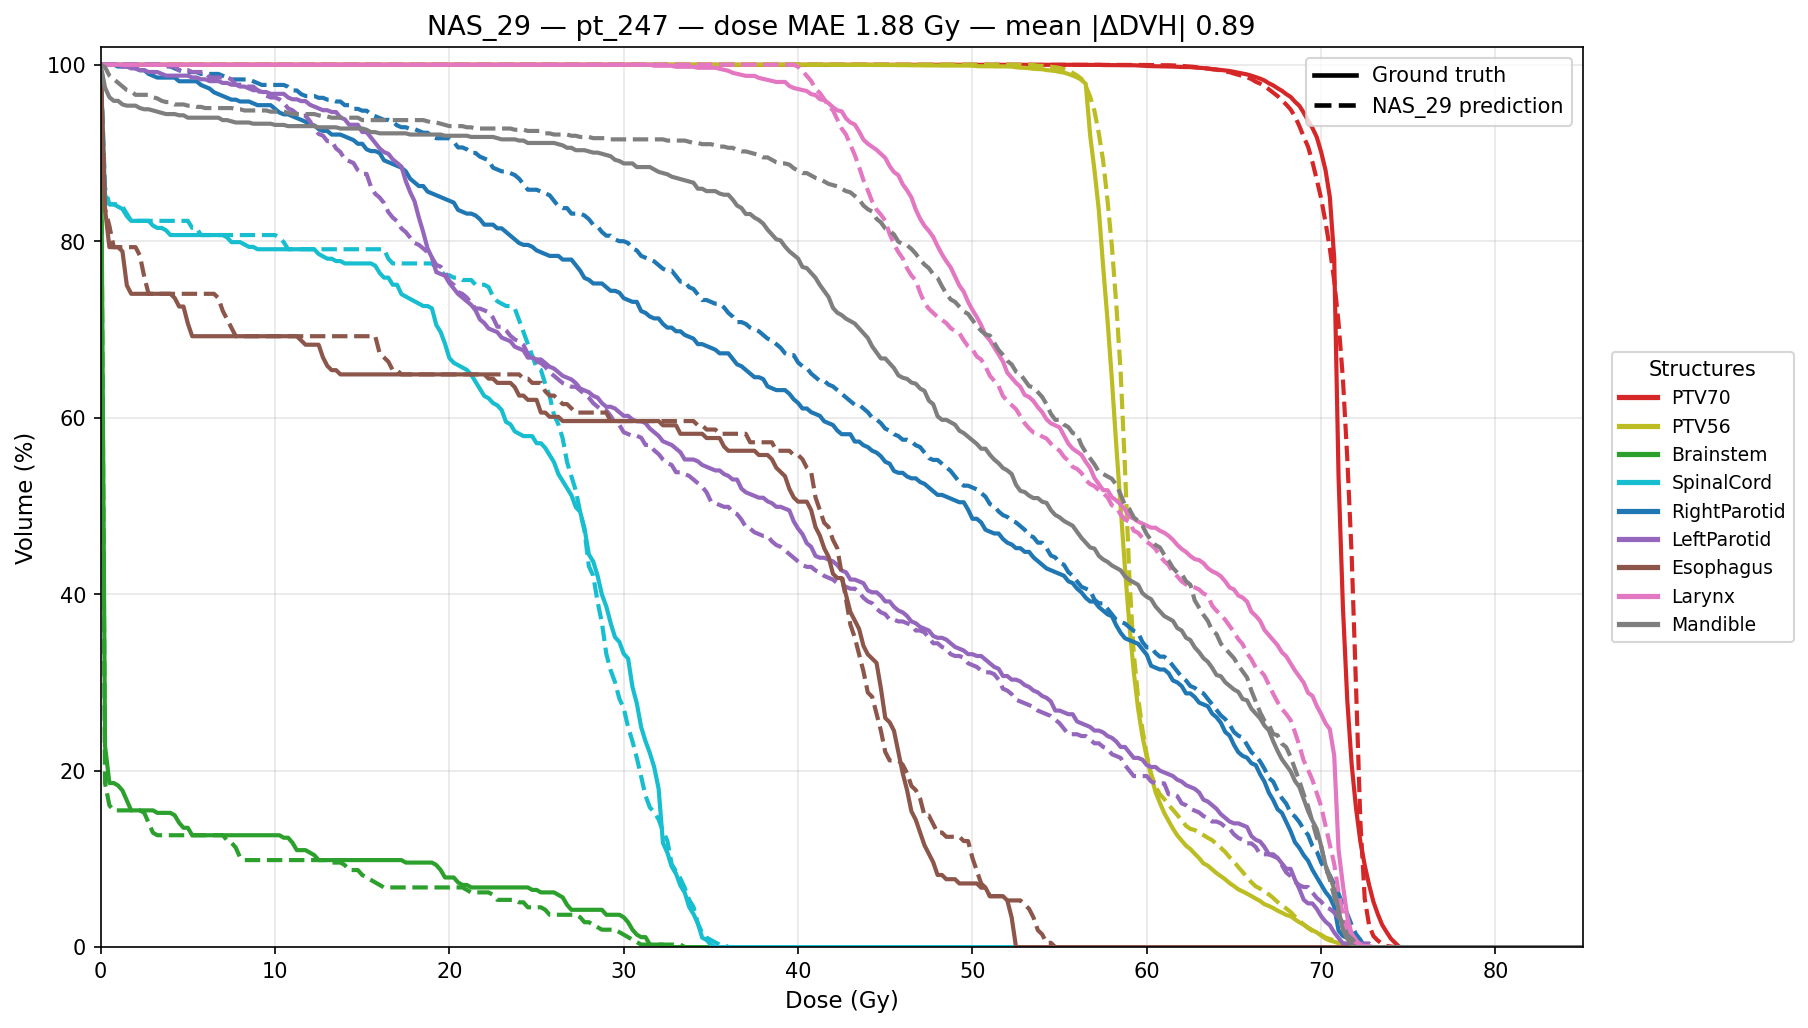 NAS_29 — pt_247 — dose MAE 1.88 Gy — mean |ΔDVH| 0.89
Ground truth
NAS_29 prediction
Volume (%)
100
80
60
40
20
0
0 10 20 30 40 50 60 70 80
Dose (Gy)
Structures
PTV70
PTV56
Brainstem
SpinalCord
RightParotid
LeftParotid
Esophagus
Larynx
Mandible